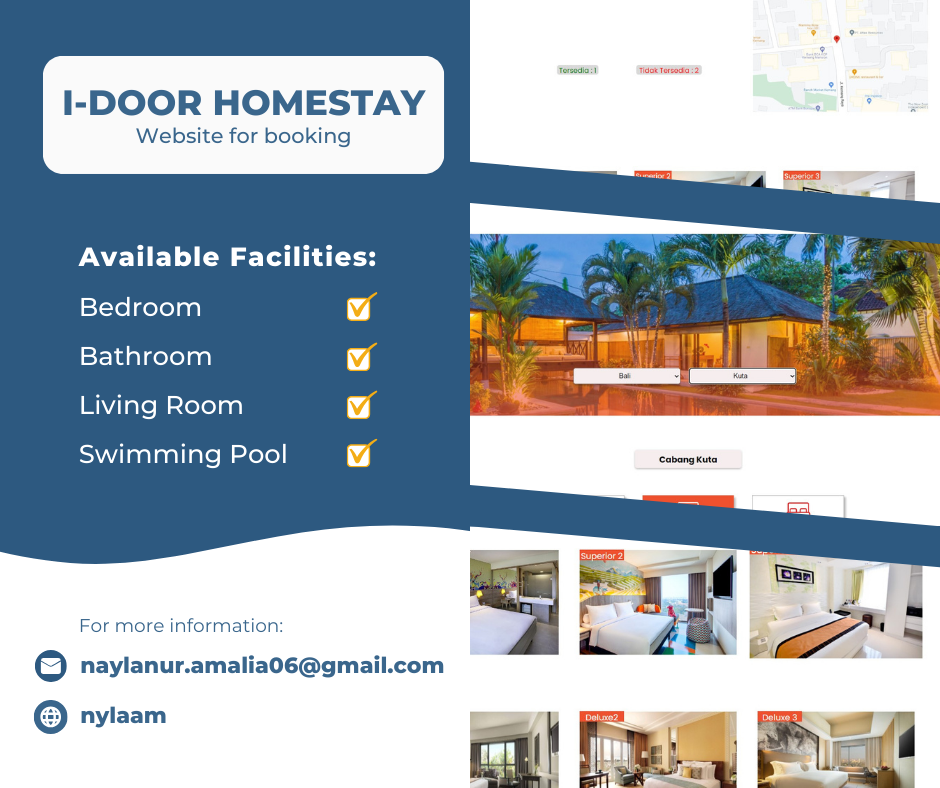 I-DOOR HOMESTAY
Website for booking
Available Facilities:
Bedroom
Bathroom
Living Room
Swimming Pool
For more information:
naylanur.amalia06@gmail.com
nylaam
Tersedia : 1
Tidak Tersedia : 2
Superior 2
Superior 3
Bali
Kuta
Cabang Kuta
Superior 2
Deluxe2
Deluxe 3